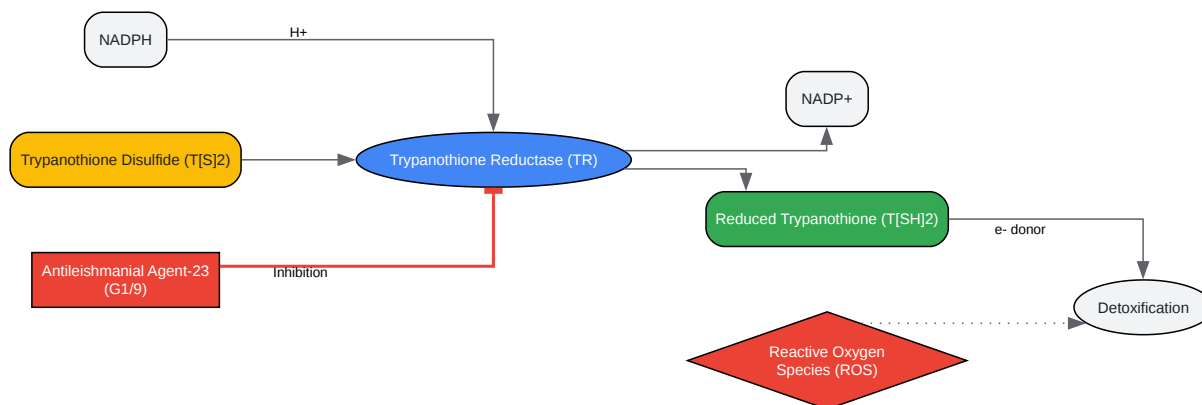 NADPH
H+
NADP+
Trypanothione Disulfide (T[S]2)
Trypanothione Reductase (TR)
Reduced Trypanothione (T[SH]2)
e- donor
Antileishmanial Agent-23
(G1/9)
Inhibition
Detoxification
Reactive Oxygen
Species (ROS)